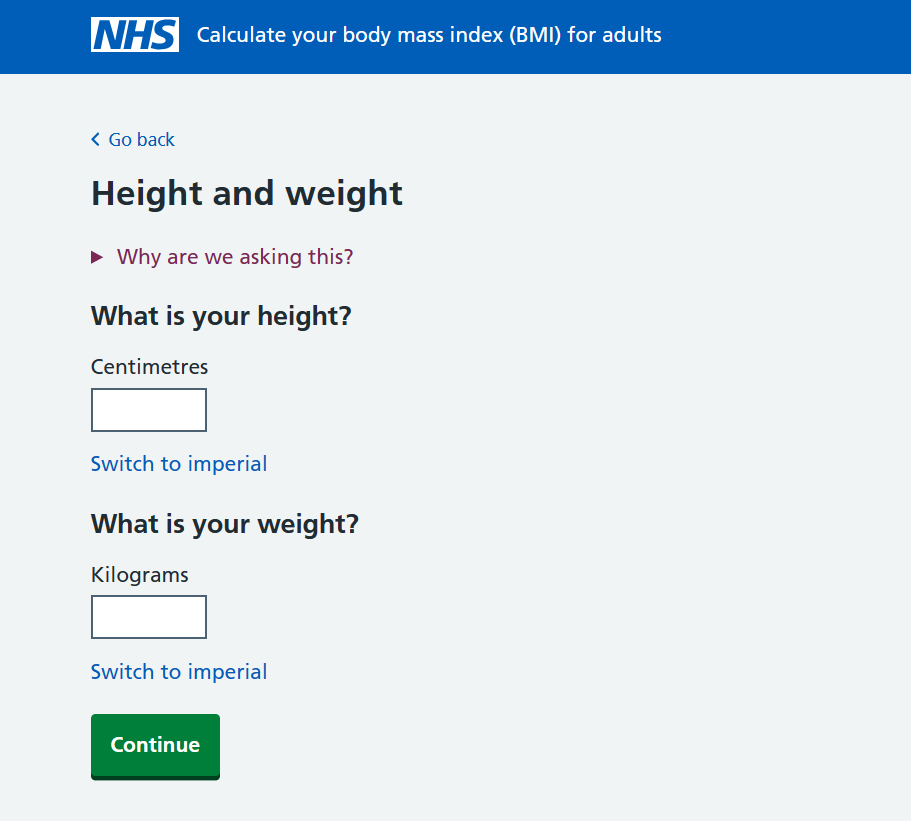 NHS Calculate your body mass index (BMI) for adults
Go back
Height and weight
Why are we asking this?
What is your height?
Centimetres
Switch to imperial
What is your weight?
Kilograms
Switch to imperial
Continue